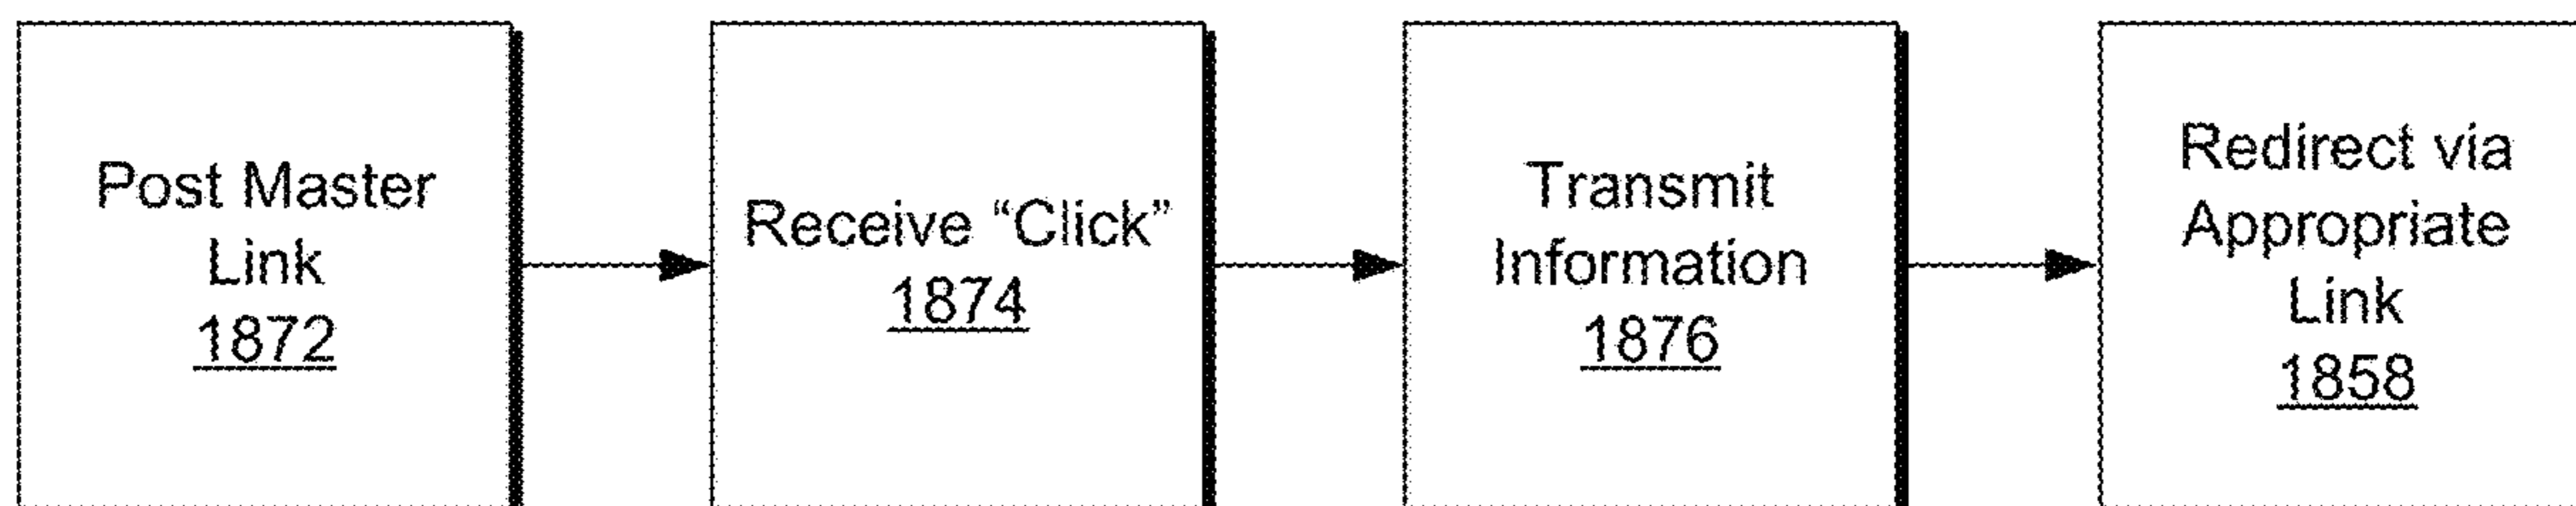 Post Master
Link
1872
Receive “Click”
1874
Transmit
Information
1876
Redirect via
Appropriate
Link
1858